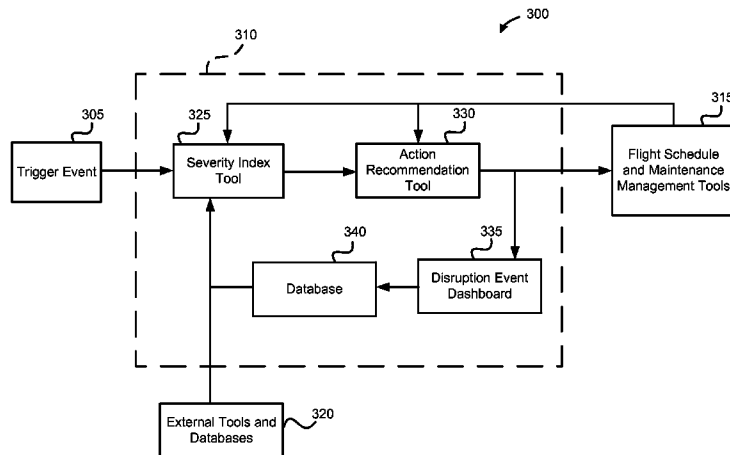 300
310
305
Trigger Event
325
Severity Index
Tool
330
Action
Recommendation
Tool
315
Flight Schedule
and Maintenance
Management Tools
340
Database
335
Disruption Event
Dashboard
External Tools and
Databases
320